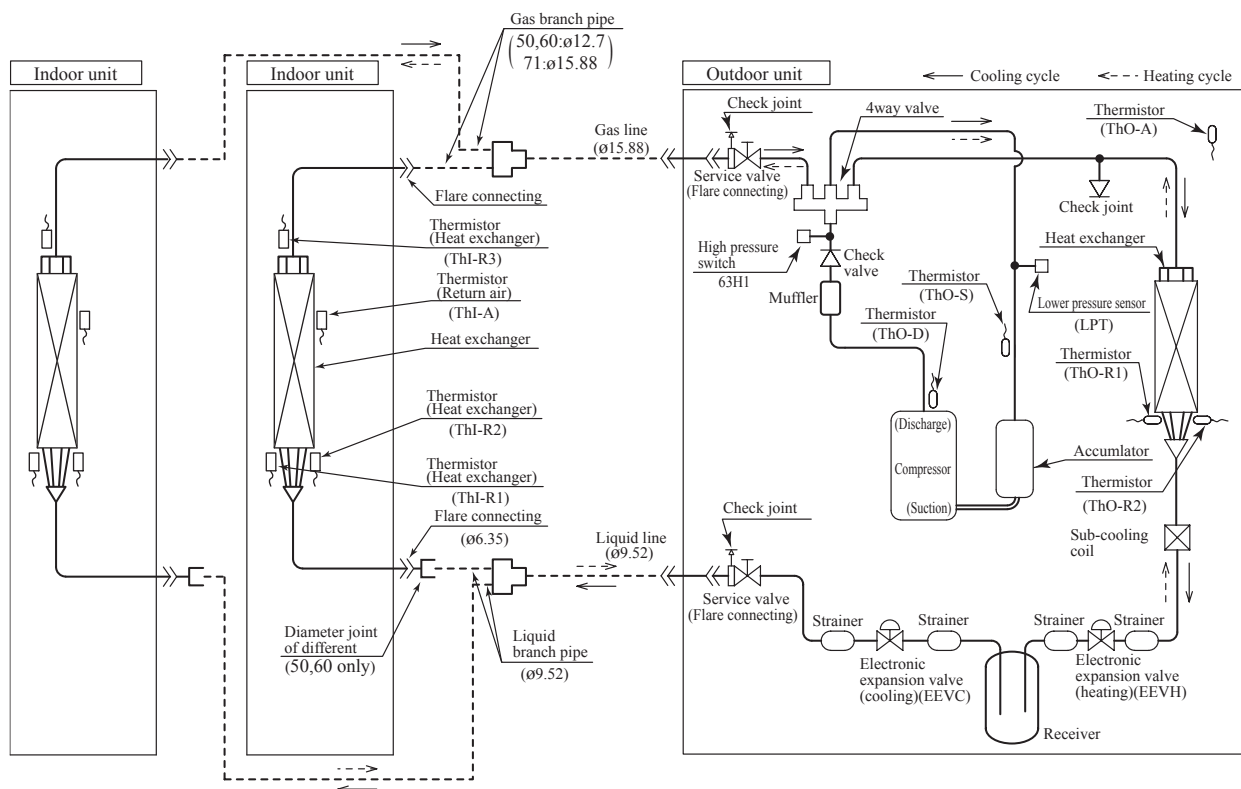 Gas branch pipe
50,60:ø12.7
71:ø15.88
Indoor unit
Indoor unit
Outdoor unit
Cooling cycle
Heating cycle
Check joint
4way valve
Thermistor
(ThO-A)
Gas line
(ø15.88)
Service valve
(Flare connecting)
Flare connecting
Check joint
Thermistor
(Heat exchanger)
(ThI-R3)
High pressure
switch
63H1
Check
valve
Heat exchanger
Thermistor
(Return air)
(ThI-A)
Muffler
Thermistor
(ThO-S)
Lower pressure sensor
(LPT)
Thermistor
(ThO-D)
Heat exchanger
Thermistor
(ThO-R1)
Thermistor
(Heat exchanger)
(ThI-R2)
(Discharge)
Compressor
(Suction)
Accumlator
Thermistor
(Heat exchanger)
(ThI-R1)
Thermistor
(ThO-R2)
Flare connecting
(ø6.35)
Check joint
Liquid line
(ø9.52)
Sub-cooling
coil
Service valve
(Flare connecting)
Strainer
Strainer
Strainer
Strainer
Diameter joint
of different
(50,60 only)
Liquid
branch pipe
(ø9.52)
Electronic
expansion valve
(cooling)(EEVC)
Electronic
expansion valve
(heating)(EEVH)
Receiver